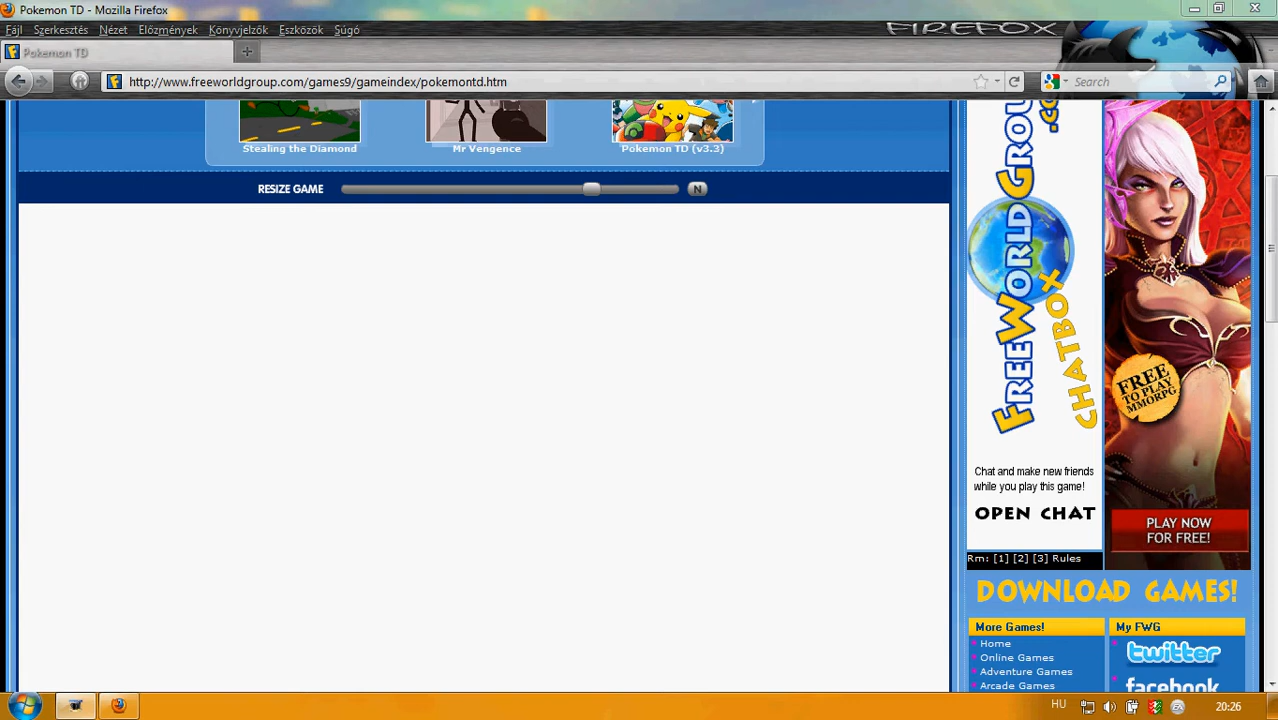 Pokemon TD - Mozilla Firefox
Fájl Szerkesztés Nézet Előzmények Könyvjelzők Eszközök Súgó
FIREFOX
Pokemon TD
http://www.freeworldgroup.com/games9/gameindex/pokemontd.htm
Search
Stealing the Diamond
Mr Vengence
Pokemon TD (v3.3)
RESIZE GAME
N
FREEWORLDGROUP.CO
CHATBOX
Chat and make new friends
while you play this game!
OPEN CHAT
Rm: [1] [2] [3] Rules
FREE
TO PLAY
MMORPG
PLAY NOW
FOR FREE!
DOWNLOAD GAMES!
More Games!
Home
Online Games
Adventure Games
Arcade Games
My FWG
twitter
facebook
HU
20:26